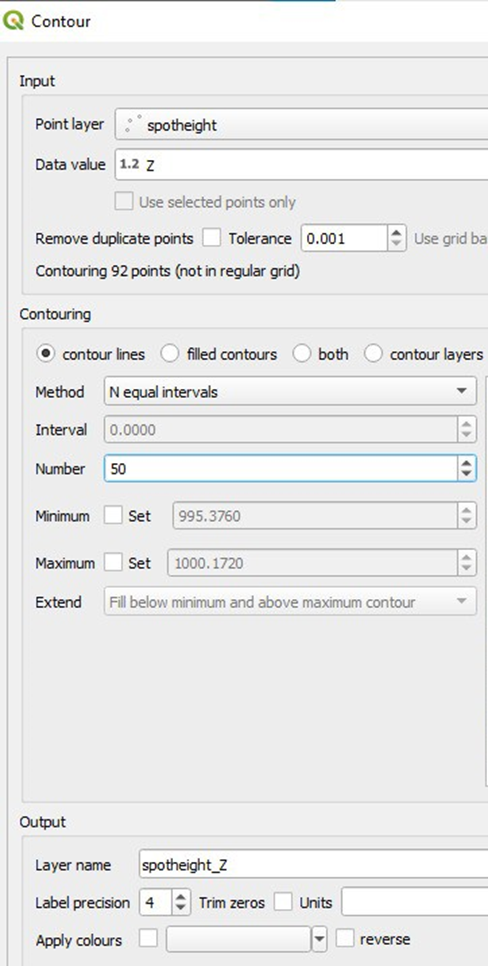 Contour
Input
Point layer spotheight
Data value 1.2 Z
Use selected points only
Remove duplicate points Tolerance 0.001 Use grid ba
Contouring 92 points (not in regular grid)
Contouring
contour lines filled contours both contour layers
Method N equal intervals
Interval 0.0000
Number 50
Minimum Set 995.3760
Maximum Set 1000.1720
Extend Fill below minimum and above maximum contour
Output
Layer name spotheight_Z
Label precision 4 Trim zeros Units
Apply colours reverse